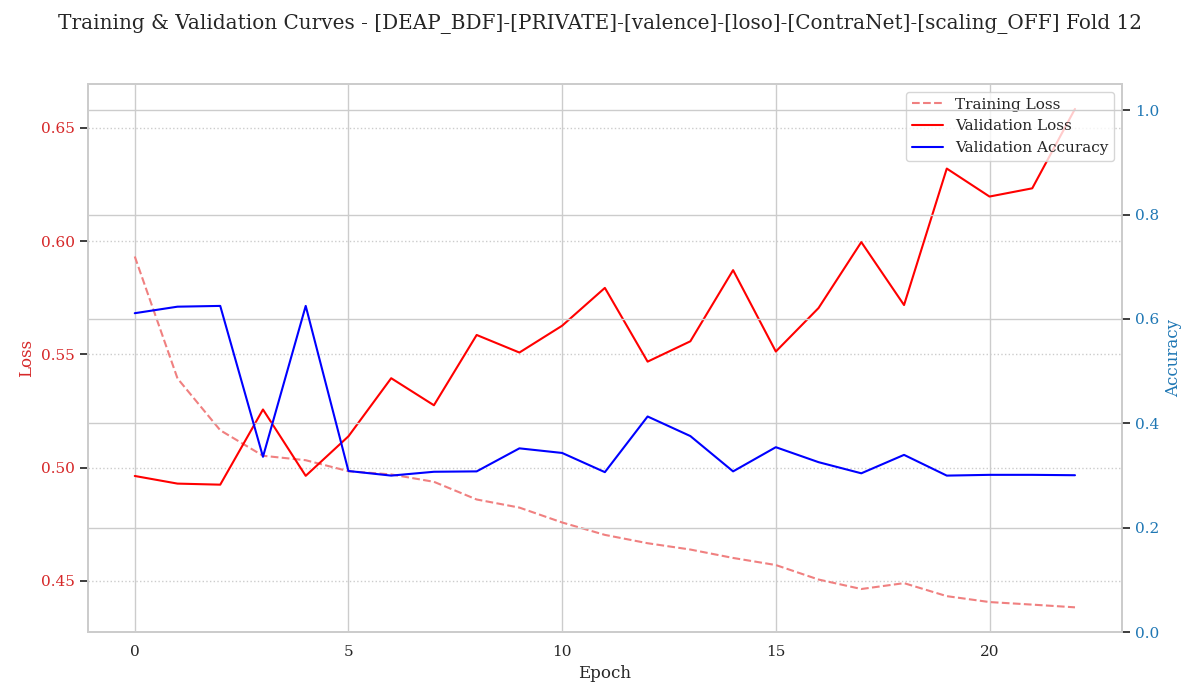 Training & Validation Curves - [DEAP_BDF]-[PRIVATE]-[valence]-[loso]-[ContraNet]-[scaling_OFF] Fold 12
Training Loss
Validation Loss
Validation Accuracy
0.65
0.60
0.55
0.50
0.45
Loss
1.0
0.8
0.6
0.4
0.2
0.0
Accuracy
0
5
10
15
20
Epoch